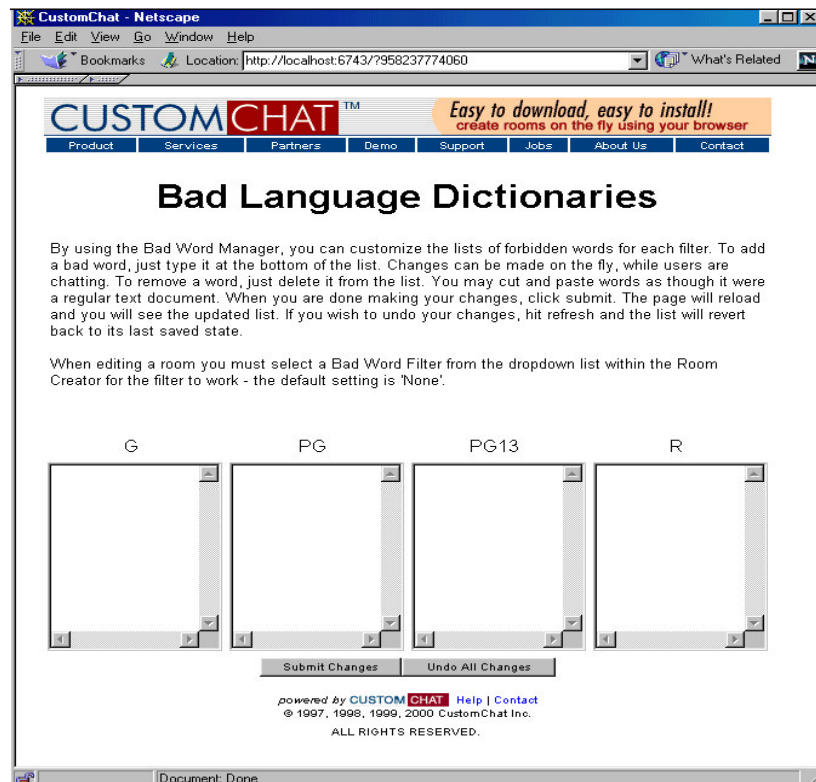 CustomChat - Netscape
File Edit View Go Window Help
Bookmarks Location: http://localhost:6743/?958237774060 What's Related N
CUSTOMCHAT™ Easy to download, easy to install!
create rooms on the fly using your browser
Product Services Partners Demo Support Jobs About Us Contact
Bad Language Dictionaries
By using the Bad Word Manager, you can customize the lists of forbidden words for each filter. To add
a bad word, just type it at the bottom of the list. Changes can be made on the fly, while users are
chatting. To remove a word, just delete it from the list. You may cut and paste words as though it were
a regular text document. When you are done making your changes, click submit. The page will reload
and you will see the updated list. If you wish to undo your changes, hit refresh and the list will revert
back to its last saved state.
When editing a room you must select a Bad Word Filter from the dropdown list within the Room
Creator for the filter to work - the default setting is 'None'.
G PG PG13 R
Submit Changes Undo All Changes
powered by CUSTOMCHAT Help | Contact
© 1997, 1998, 1999, 2000 CustomChat Inc.
ALL RIGHTS RESERVED.
Document: Done